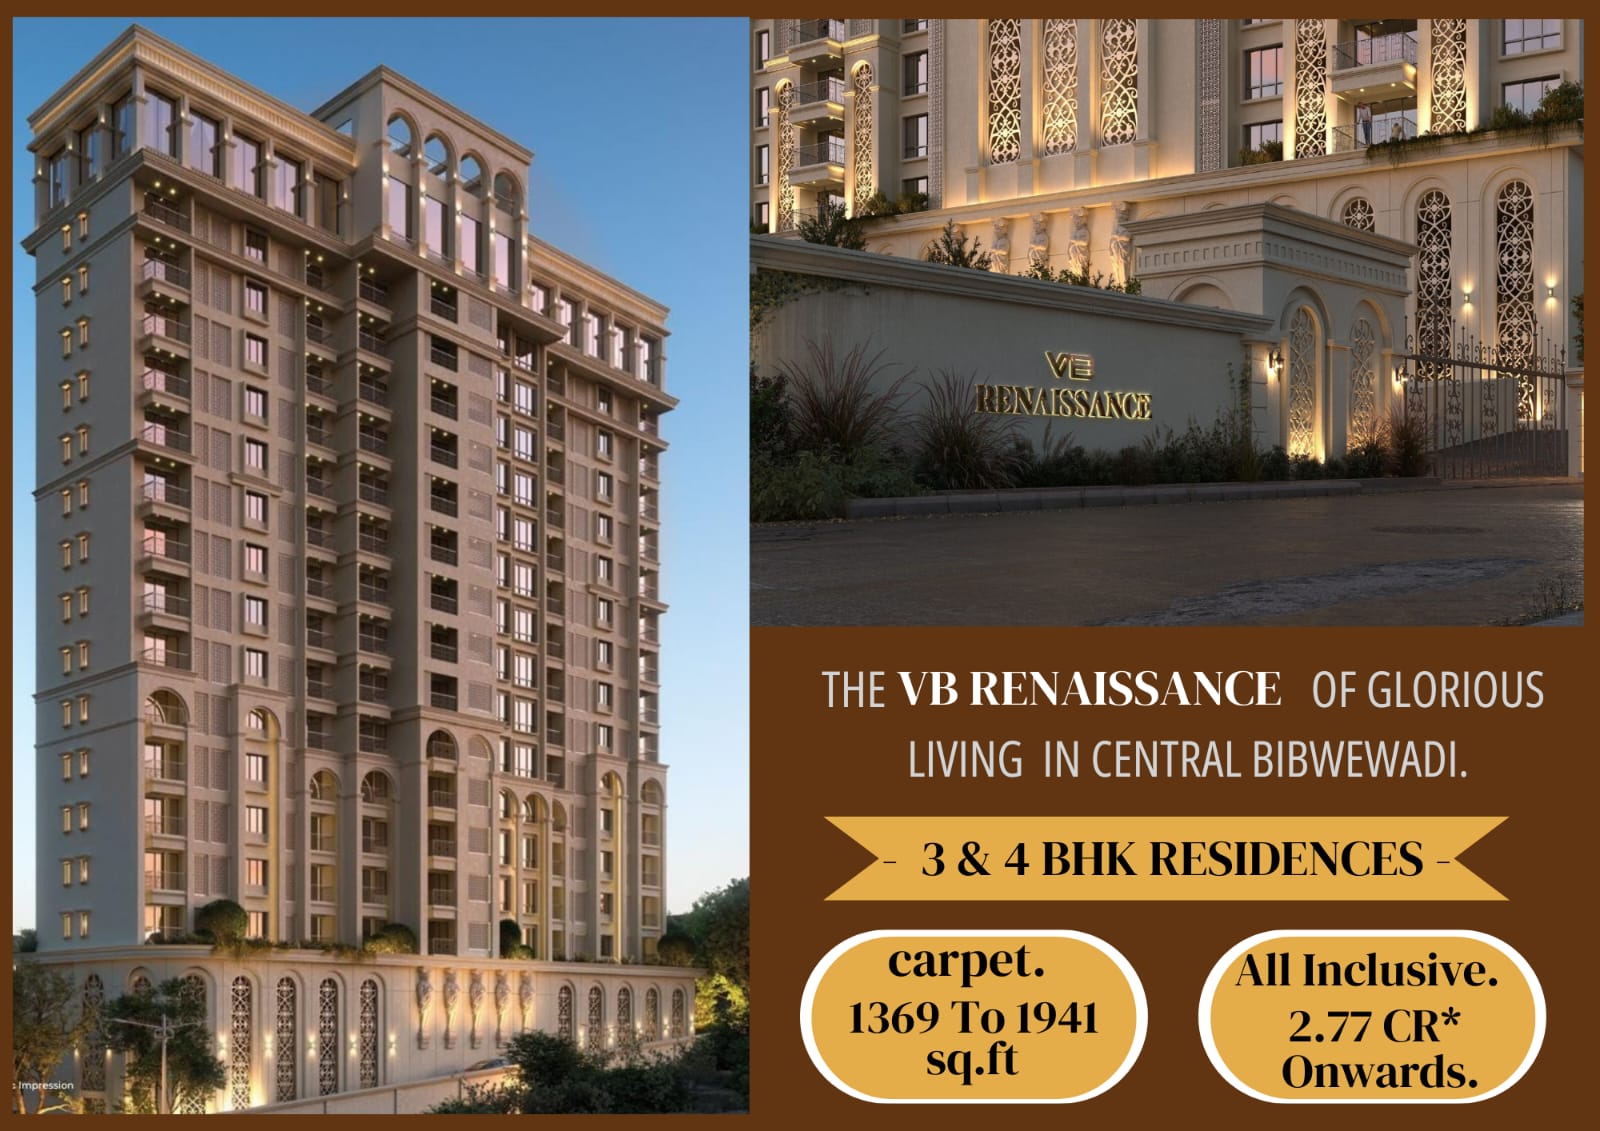 VB
RENAISSANCE
THE VB RENAISSANCE OF GLORIOUS
LIVING IN CENTRAL BIBWEWADI.
- 3 & 4 BHK RESIDENCES -
carpet.
1369 To 1941
sq.ft
All Inclusive.
2.77 CR*
Onwards.
Impression